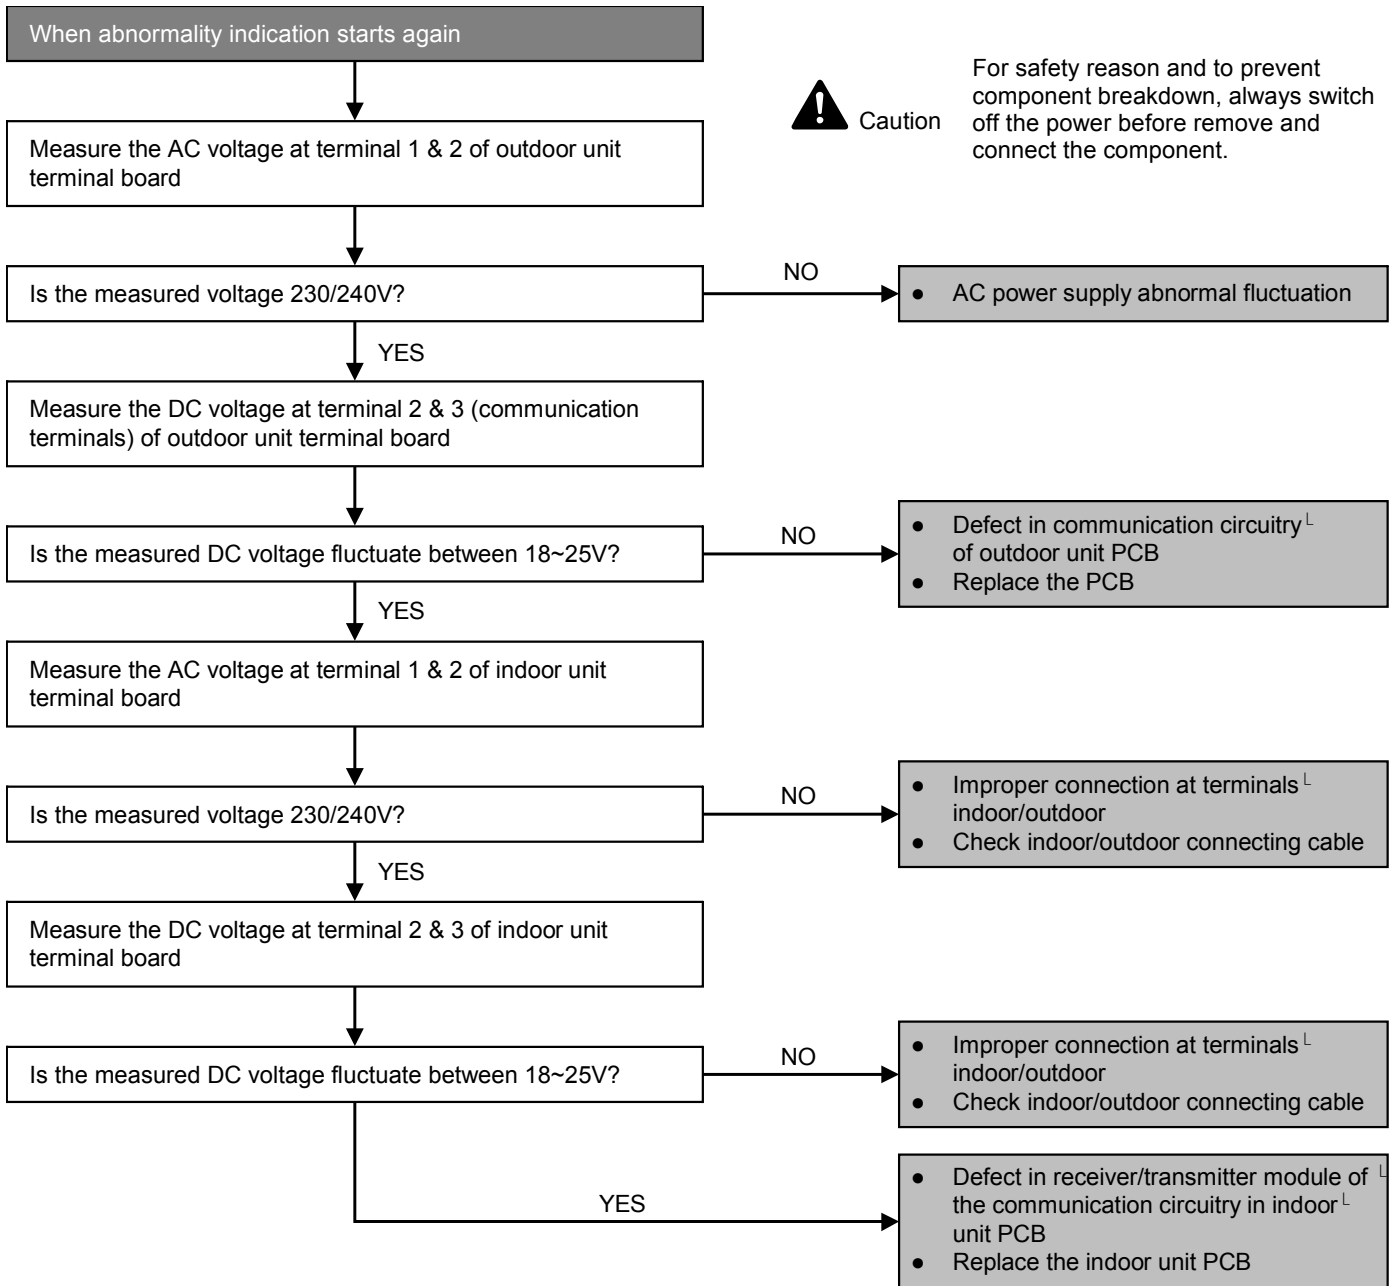 When abnormality indication starts again
Caution
For safety reason and to prevent
component breakdown, always switch
off the power before remove and
connect the component.
Measure the AC voltage at terminal 1 & 2 of outdoor unit
terminal board
Is the measured voltage 230/240V?
NO
● AC power supply abnormal fluctuation
YES
Measure the DC voltage at terminal 2 & 3 (communication
terminals) of outdoor unit terminal board
Is the measured DC voltage fluctuate between 18~25V?
NO
● Defect in communication circuitry
of outdoor unit PCB
● Replace the PCB
YES
Measure the AC voltage at terminal 1 & 2 of indoor unit
terminal board
Is the measured voltage 230/240V?
NO
● Improper connection at terminals
indoor/outdoor
● Check indoor/outdoor connecting cable
YES
Measure the DC voltage at terminal 2 & 3 of indoor unit
terminal board
Is the measured DC voltage fluctuate between 18~25V?
NO
● Improper connection at terminals
indoor/outdoor
● Check indoor/outdoor connecting cable
YES
● Defect in receiver/transmitter module of
the communication circuitry in indoor
unit PCB
● Replace the indoor unit PCB